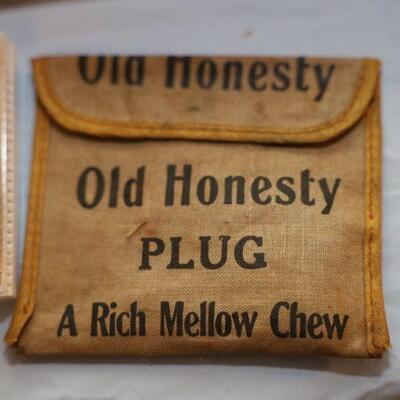 Old Honesty
Old Honesty
PLUG
A Rich Mellow Chew